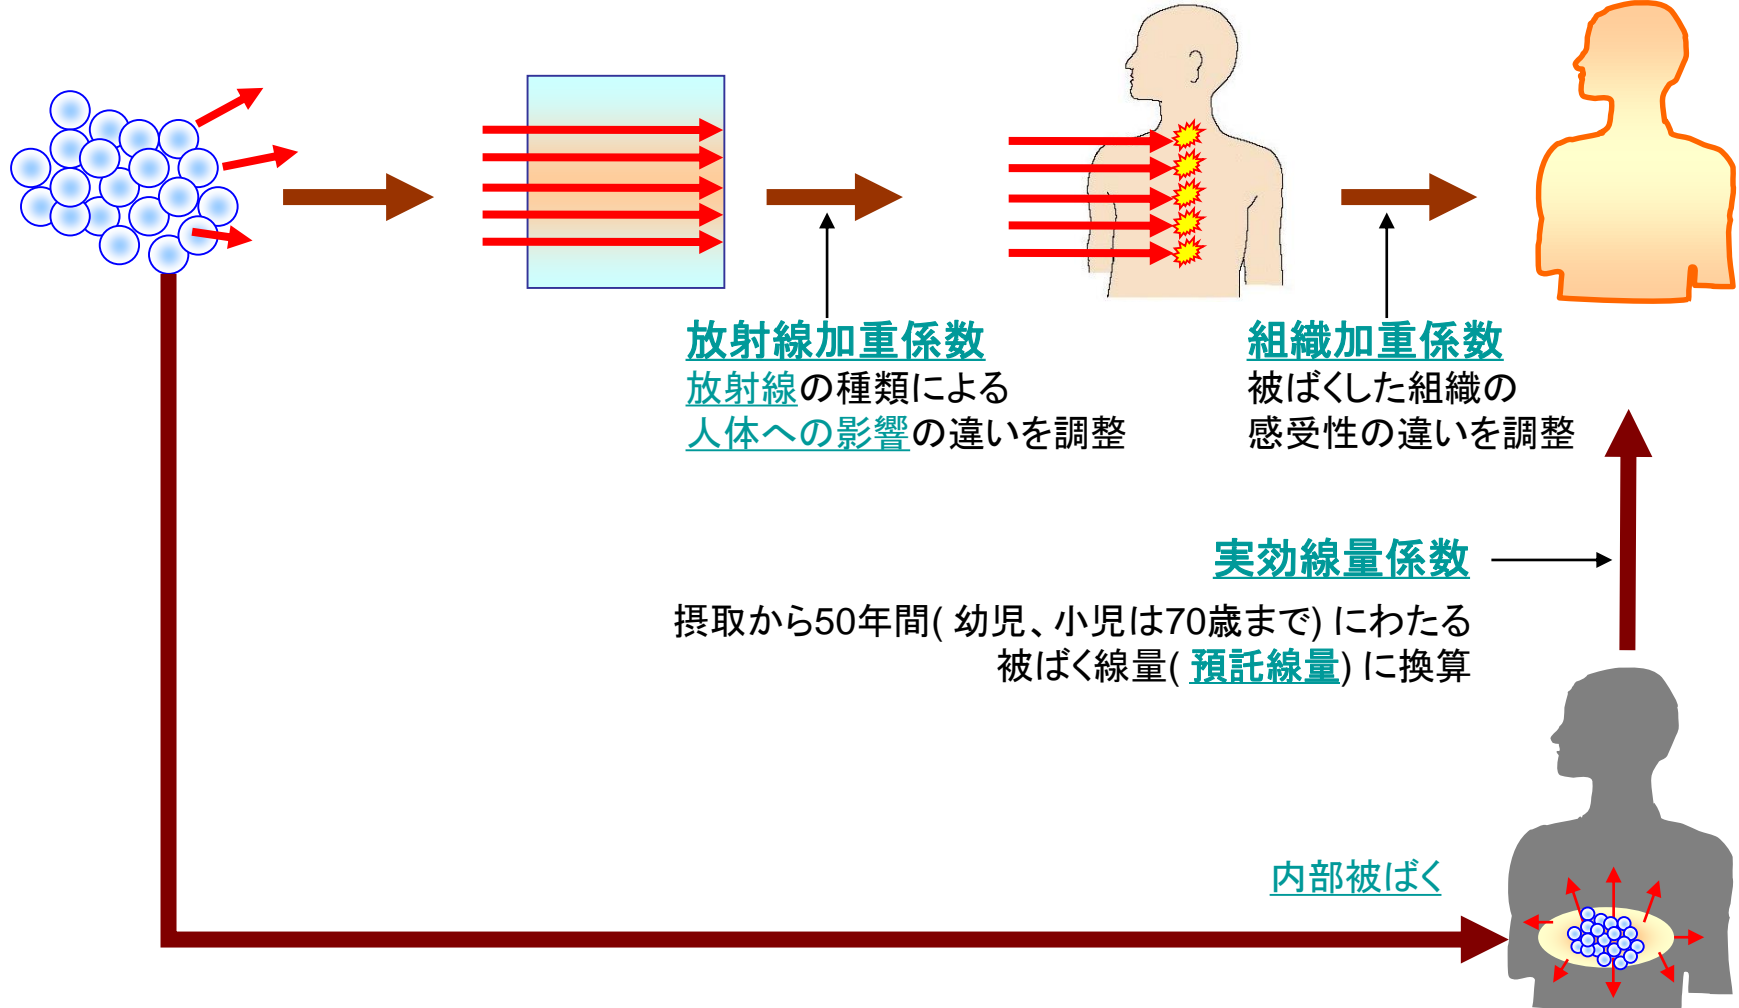 放射線加重係数
放射線の種類による
人体への影響の違いを調整
組織加重係数
被ばくした組織の
感受性の違いを調整
実効線量係数
摂取から50年間( 幼児、小児は70歳まで) にわたる
被ばく線量( 預託線量) に換算
内部被ばく